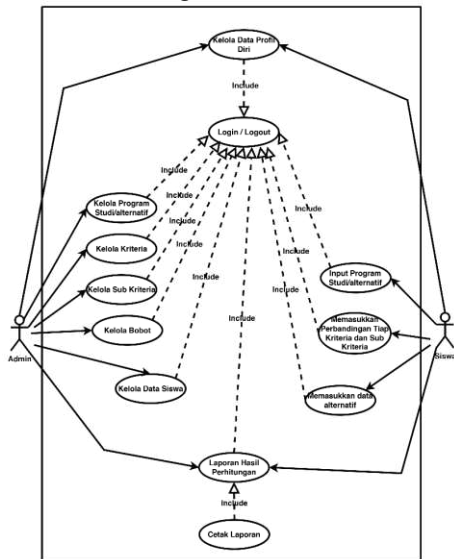 Kelola Data Profil
Diri
Include
Login / Logout
Include
Include
Include
Include
Include
Include
Include
Include
Include
Kelola Program
Studi/alternatif
Kelola Kriteria
Kelola Sub Kriteria
Kelola Bobot
Kelola Data Siswa
Input Program
Studi/alternatif
Memasukkan
Perbandingan Tiap
Kriteria dan Sub
Kriteria
Memasukkan data
alternatif
Admin
Siswa
Laporan Hasil
Perhitungan
Include
Cetak Laporan